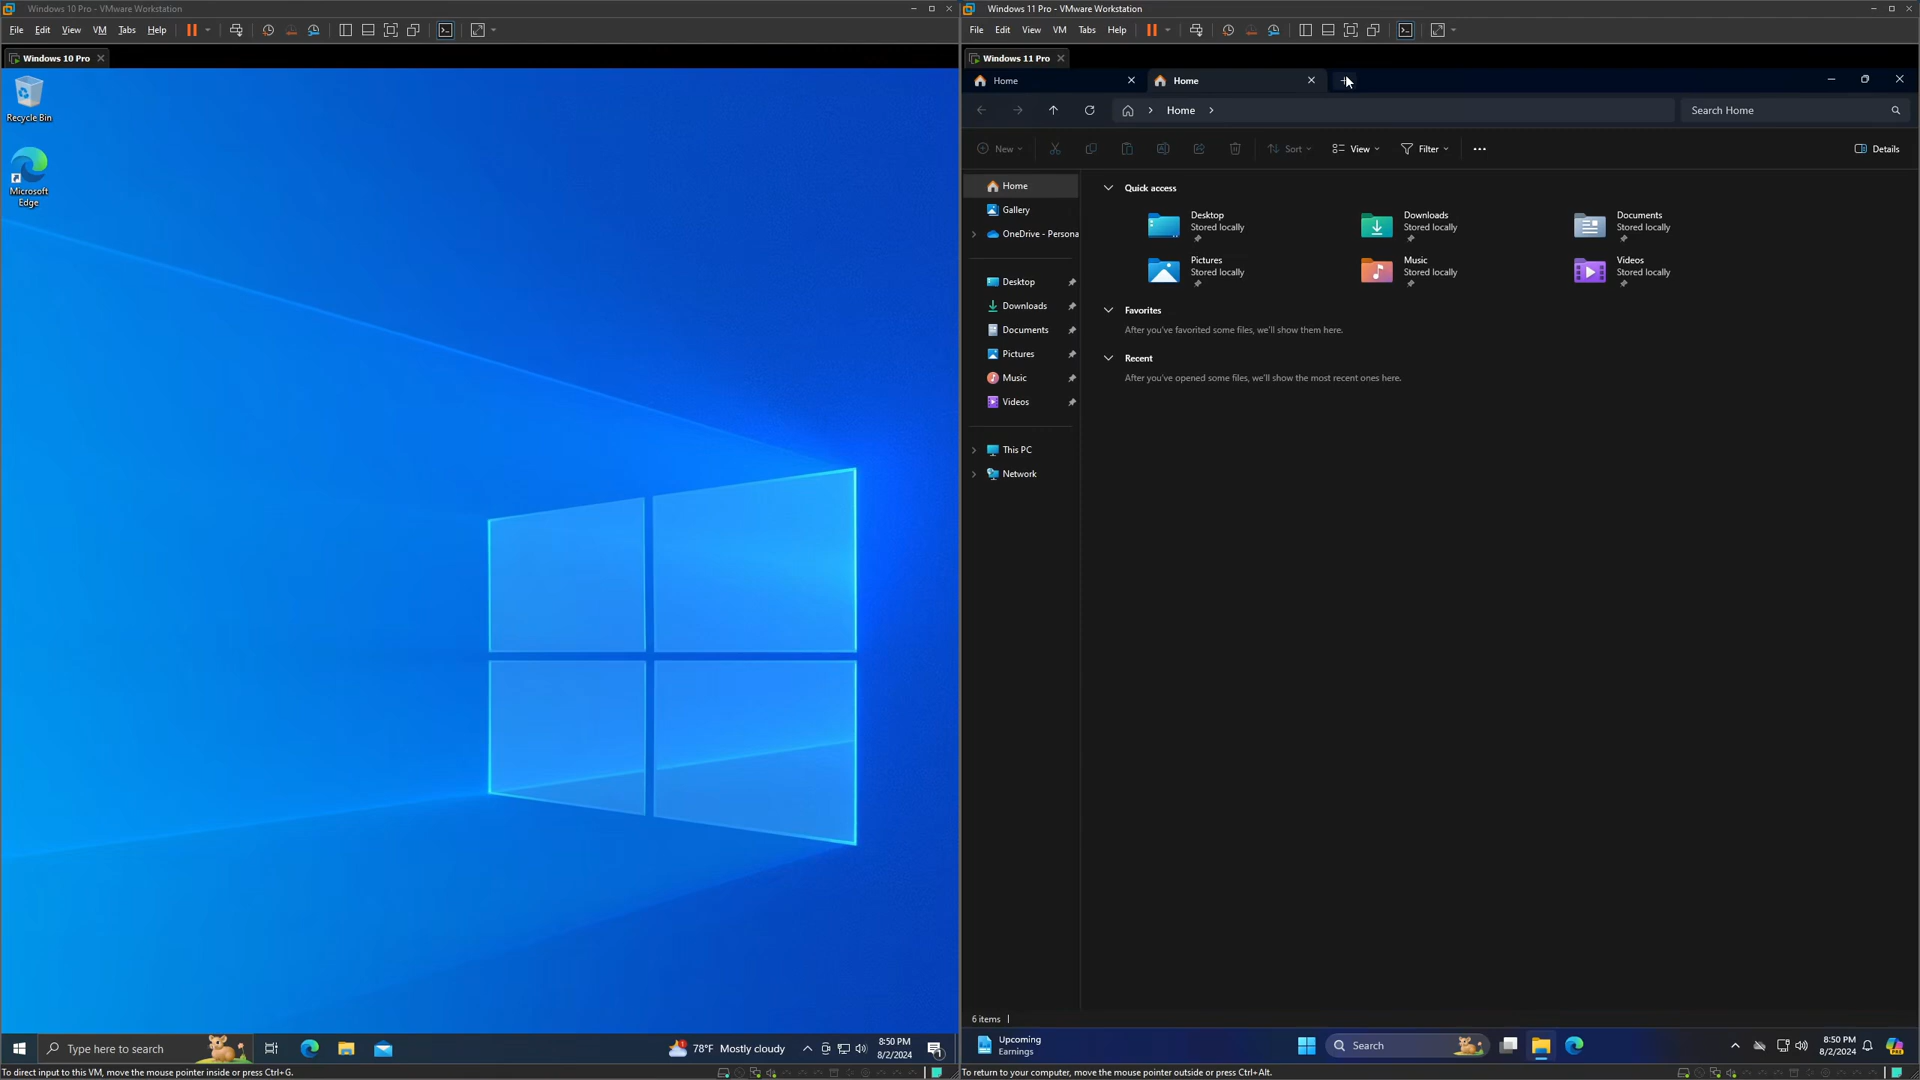 Windows 10 Pro - VMware Workstation
File Edit View VM Tabs Help
Windows 10 Pro
Recycle Bin
Microsoft
Edge
Type here to search
78°F Mostly cloudy
8:50 PM
8/2/2024
1
To direct input to this VM, move the mouse pointer inside or press Ctrl+G.
Windows 11 Pro - VMware Workstation
File Edit View VM Tabs Help
Windows 11 Pro
Home
Home
Home
Search Home
New
Sort
View
Filter
Details
Home
Gallery
OneDrive - Persona
Desktop
Downloads
Documents
Pictures
Music
Videos
This PC
Network
Quick access
Desktop
Stored locally
Downloads
Stored locally
Documents
Stored locally
Pictures
Stored locally
Music
Stored locally
Videos
Stored locally
Favorites
After you've favorited some files, we'll show them here.
Recent
After you've opened some files, we'll show the most recent ones here.
6 items
Upcoming
Earnings
Search
8:50 PM
8/2/2024
To return to your computer, move the mouse pointer outside or press Ctrl+Alt.